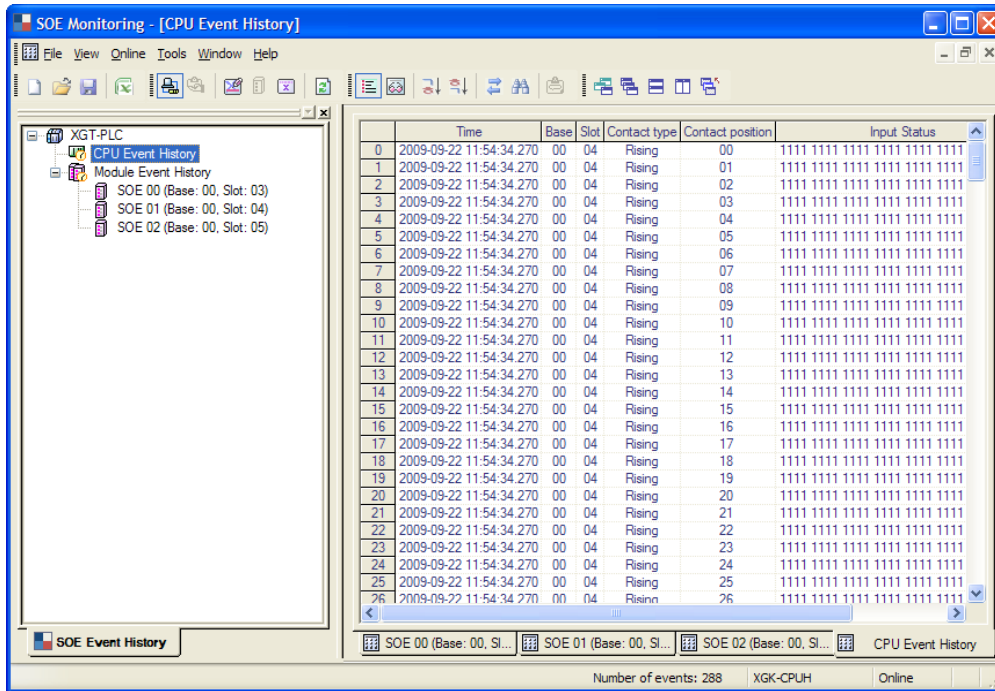 SOE Monitoring - [CPU Event History]
File View Online Tools Window Help
XGT-PLC
CPU Event History
Module Event History
SOE 00 (Base: 00, Slot: 03)
SOE 01 (Base: 00, Slot: 04)
SOE 02 (Base: 00, Slot: 05)
SOE Event History
Time Base Slot Contact type Contact position Input Status
0 2009-09-22 11:54:34.270 00 04 Rising 00 1111 1111 1111 1111 1111 1111
1 2009-09-22 11:54:34.270 00 04 Rising 01 1111 1111 1111 1111 1111 1111
2 2009-09-22 11:54:34.270 00 04 Rising 02 1111 1111 1111 1111 1111 1111
3 2009-09-22 11:54:34.270 00 04 Rising 03 1111 1111 1111 1111 1111 1111
4 2009-09-22 11:54:34.270 00 04 Rising 04 1111 1111 1111 1111 1111 1111
5 2009-09-22 11:54:34.270 00 04 Rising 05 1111 1111 1111 1111 1111 1111
6 2009-09-22 11:54:34.270 00 04 Rising 06 1111 1111 1111 1111 1111 1111
7 2009-09-22 11:54:34.270 00 04 Rising 07 1111 1111 1111 1111 1111 1111
8 2009-09-22 11:54:34.270 00 04 Rising 08 1111 1111 1111 1111 1111 1111
9 2009-09-22 11:54:34.270 00 04 Rising 09 1111 1111 1111 1111 1111 1111
10 2009-09-22 11:54:34.270 00 04 Rising 10 1111 1111 1111 1111 1111 1111
11 2009-09-22 11:54:34.270 00 04 Rising 11 1111 1111 1111 1111 1111 1111
12 2009-09-22 11:54:34.270 00 04 Rising 12 1111 1111 1111 1111 1111 1111
13 2009-09-22 11:54:34.270 00 04 Rising 13 1111 1111 1111 1111 1111 1111
14 2009-09-22 11:54:34.270 00 04 Rising 14 1111 1111 1111 1111 1111 1111
15 2009-09-22 11:54:34.270 00 04 Rising 15 1111 1111 1111 1111 1111 1111
16 2009-09-22 11:54:34.270 00 04 Rising 16 1111 1111 1111 1111 1111 1111
17 2009-09-22 11:54:34.270 00 04 Rising 17 1111 1111 1111 1111 1111 1111
18 2009-09-22 11:54:34.270 00 04 Rising 18 1111 1111 1111 1111 1111 1111
19 2009-09-22 11:54:34.270 00 04 Rising 19 1111 1111 1111 1111 1111 1111
20 2009-09-22 11:54:34.270 00 04 Rising 20 1111 1111 1111 1111 1111 1111
21 2009-09-22 11:54:34.270 00 04 Rising 21 1111 1111 1111 1111 1111 1111
22 2009-09-22 11:54:34.270 00 04 Rising 22 1111 1111 1111 1111 1111 1111
23 2009-09-22 11:54:34.270 00 04 Rising 23 1111 1111 1111 1111 1111 1111
24 2009-09-22 11:54:34.270 00 04 Rising 24 1111 1111 1111 1111 1111 1111
25 2009-09-22 11:54:34.270 00 04 Rising 25 1111 1111 1111 1111 1111 1111
26 2009-09-22 11:54:34.270 00 04 Rising 26 1111 1111 1111 1111 1111 1111
SOE 00 (Base: 00, Sl... SOE 01 (Base: 00, Sl... SOE 02 (Base: 00, Sl... CPU Event History
Number of events: 288 XGK-CPUH Online